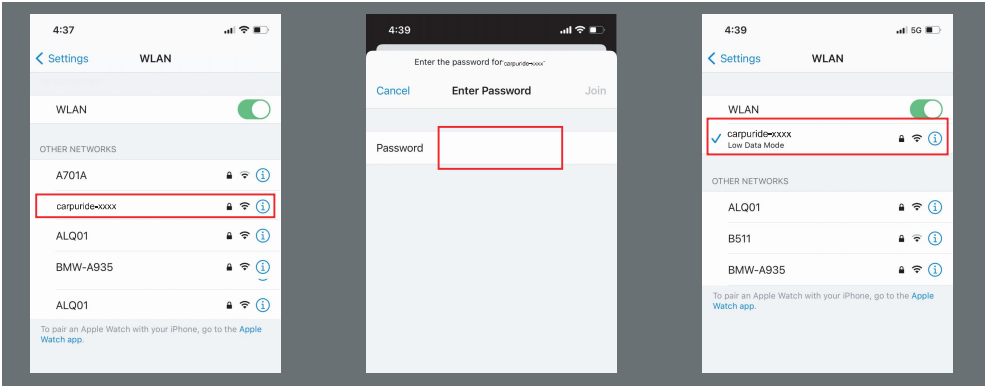 4:37
Settings
WLAN
WLAN
OTHER NETWORKS
A701A
carpuride-xxxx
ALQ01
BMW-A935
ALQ01
To pair an Apple Watch with your iPhone, go to the Apple
Watch app.
4:39
Enter the password for carpuride-xxxx"
Cancel
Enter Password
Join
Password
4:39
5G
Settings
WLAN
WLAN
carpuride-xxxx
Low Data Mode
OTHER NETWORKS
ALQ01
B511
BMW-A935
To pair an Apple Watch with your iPhone, go to the Apple
Watch app.